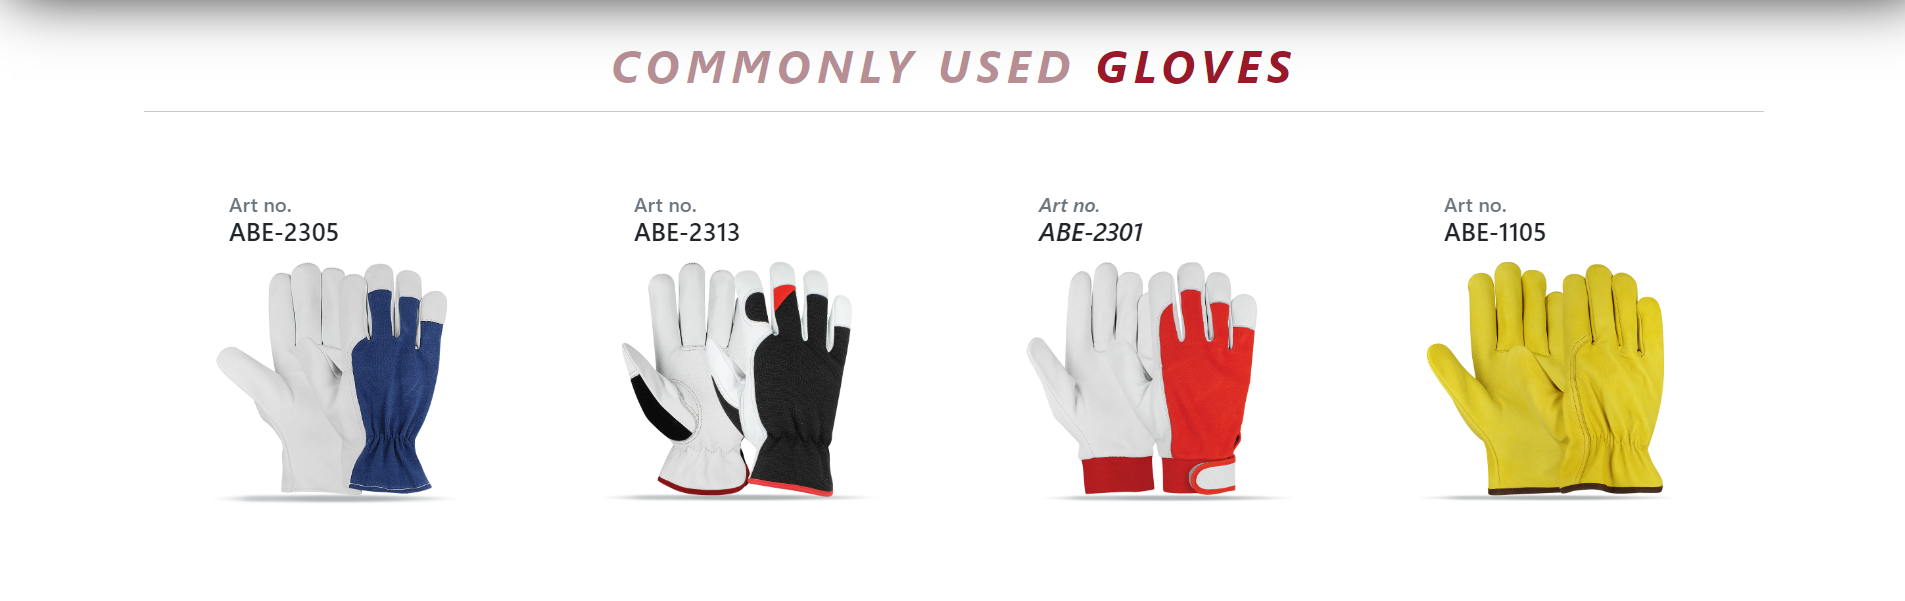 COMMONLY USED GLOVES
Art no.
ABE-2305
Art no.
ABE-2313
Art no.
ABE-2301
Art no.
ABE-1105